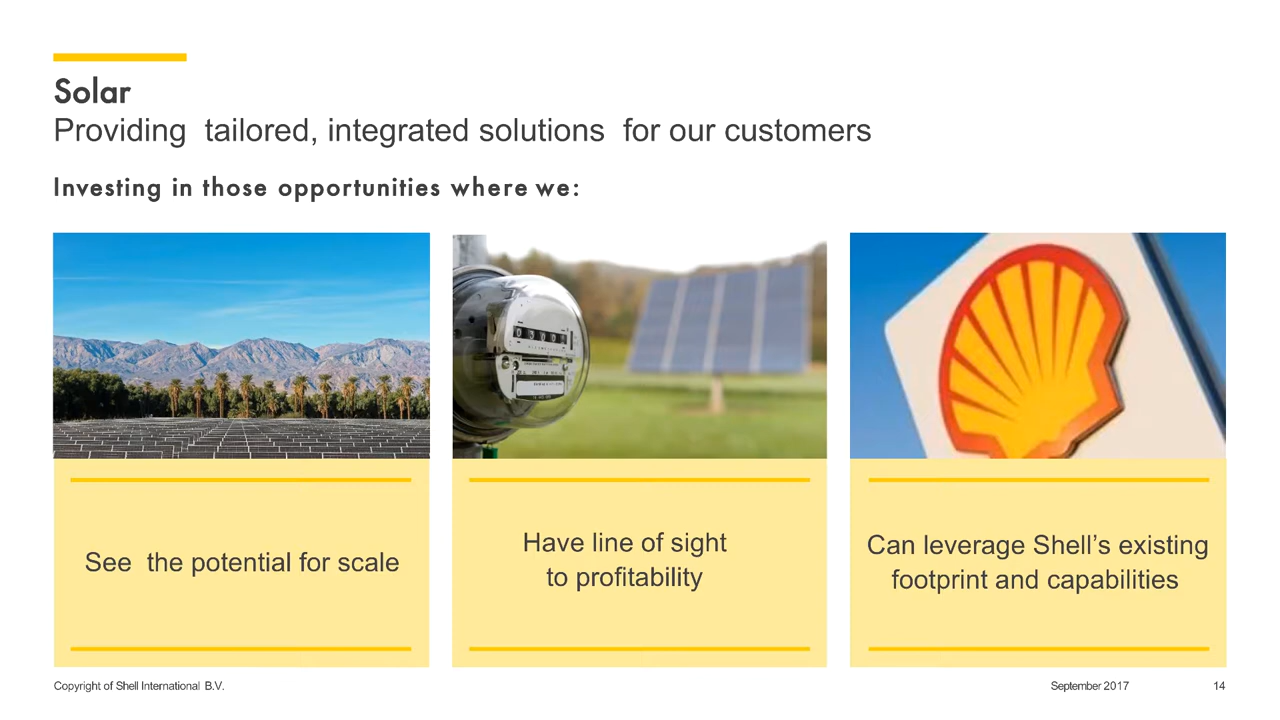 Solar
Providing tailored, integrated solutions for our customers
Investing in those opportunities where we:
See the potential for scale
Have line of sight
to profitability
Can leverage Shell’s existing
footprint and capabilities
Copyright of Shell International B.V.
September 2017
14